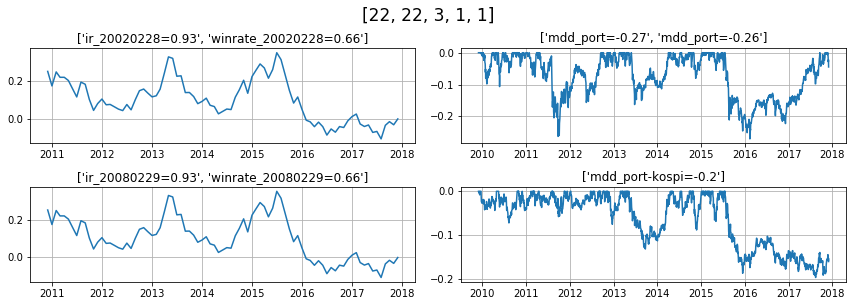 [22, 22, 3, 1, 1]
['ir_20020228=0.93', 'winrate_20020228=0.66']
0.2
0.0
2011 2012 2013 2014 2015 2016 2017 2018
['mdd_port=-0.27', 'mdd_port=-0.26']
0.0
−0.1
−0.2
2010 2011 2012 2013 2014 2015 2016 2017 2018
['ir_20080229=0.93', 'winrate_20080229=0.66']
0.2
0.0
2011 2012 2013 2014 2015 2016 2017 2018
['mdd_port-kospi=-0.2']
0.0
−0.1
−0.2
2010 2011 2012 2013 2014 2015 2016 2017 2018